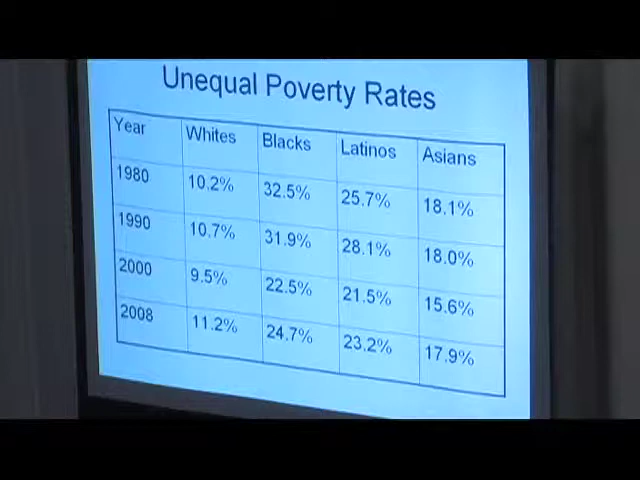 Unequal Poverty Rates
Year Whites Blacks Latinos Asians
1980 10.2% 32.5% 25.7% 18.1%
1990 10.7% 31.9% 28.1% 18.0%
2000 9.5% 22.5% 21.5% 15.6%
2008 11.2% 24.7% 23.2% 17.9%